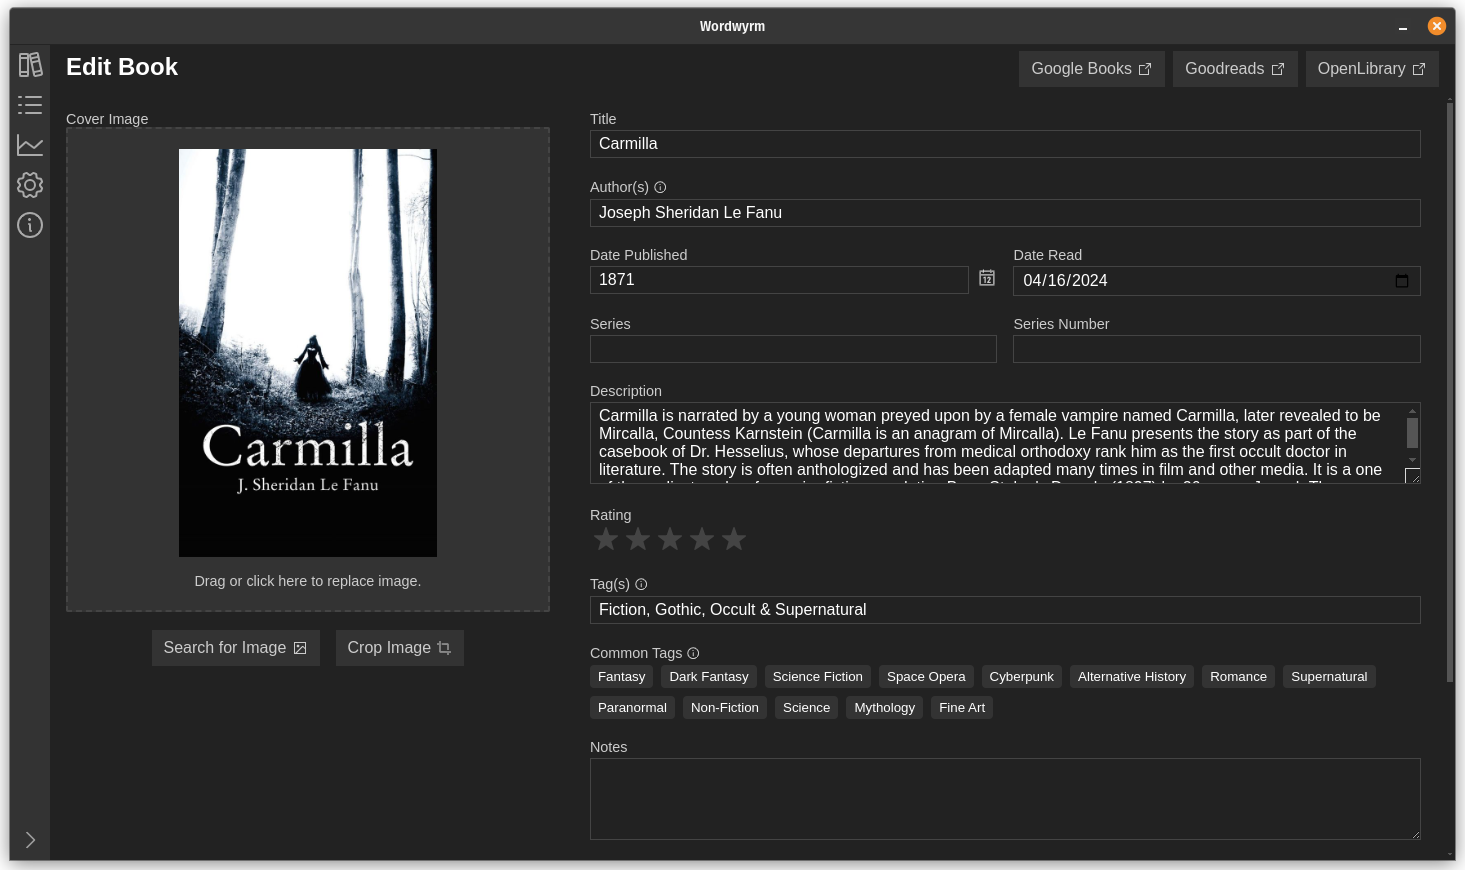 Wordwyrm
Edit Book
Google Books
Goodreads
OpenLibrary
Cover Image
Carmilla
J. Sheridan Le Fanu
Drag or click here to replace image.
Search for Image
Crop Image
Title
Carmilla
Author(s)
Joseph Sheridan Le Fanu
Date Published
Date Read
1871
12
04/16/2024
Series
Series Number
Description
Carmilla is narrated by a young woman preyed upon by a female vampire named Carmilla, later revealed to be
Mircalla, Countess Karnstein (Carmilla is an anagram of Mircalla). Le Fanu presents the story as part of the
casebook of Dr. Hesselius, whose departures from medical orthodoxy rank him as the first occult doctor in
literature. The story is often anthologized and has been adapted many times in film and other media. It is a one
Rating
Tag(s)
Fiction, Gothic, Occult & Supernatural
Common Tags
Fantasy Dark Fantasy Science Fiction Space Opera Cyberpunk Alternative History Romance Supernatural
Paranormal Non-Fiction Science Mythology Fine Art
Notes